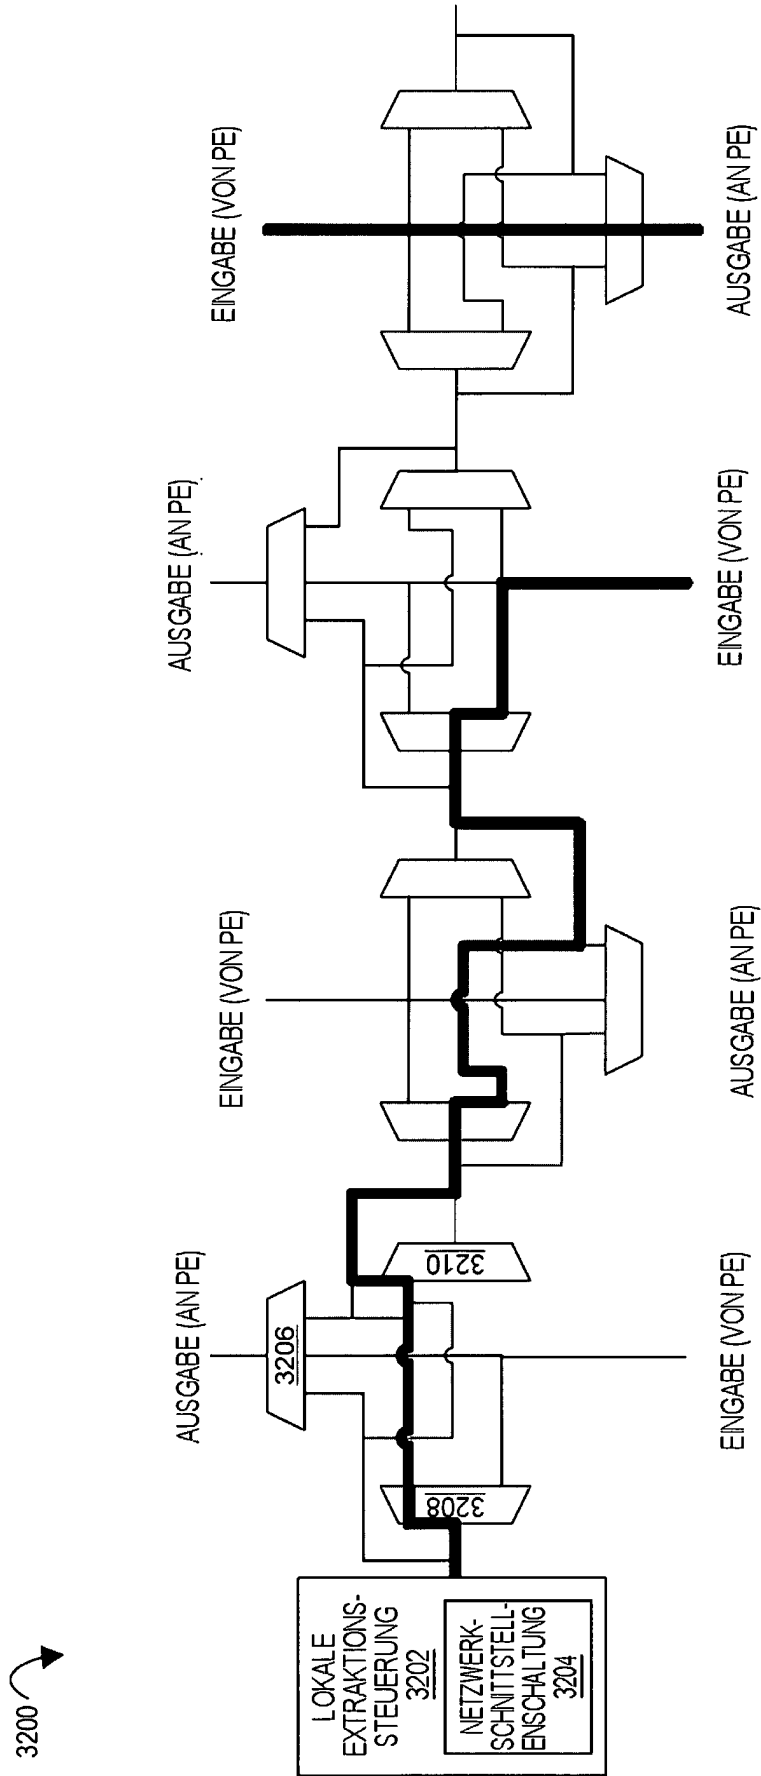 3200
LOKALE
EXTRAKTIONS-
STEUERUNG
3202
NETZWERK-
SCHNITTSTELL-
ENSCHALTUNG
3204
AUSGABE (AN PE)
3206
3208
3210
EINGABE (VON PE)
EINGABE (VON PE)
AUSGABE (AN PE)
AUSGABE (AN PE)
EINGABE (VON PE)
EINGABE (VON PE)
AUSGABE (AN PE)